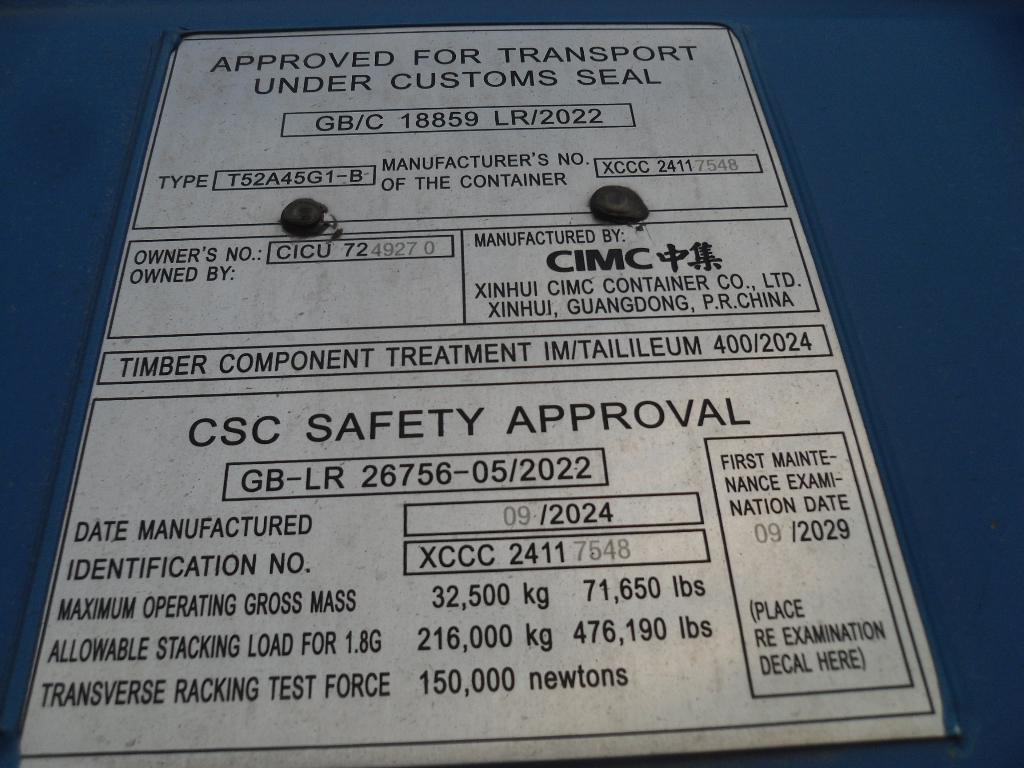 APPROVED FOR TRANSPORT
UNDER CUSTOMS SEAL
GB/C 18859 LR/2022
TYPE T52A45G1-B MANUFACTURER'S NO. OF THE CONTAINER XCCC 2411 7548
OWNER'S NO.: CICU 72 4927 0
OWNED BY:
MANUFACTURED BY:
CIMC 中集
XINHUI CIMC CONTAINER CO., LTD.
XINHUI, GUANGDONG, P.R.CHINA
TIMBER COMPONENT TREATMENT IM/TAILILEUM 400/2024
CSC SAFETY APPROVAL
GB-LR 26756-05/2022
DATE MANUFACTURED 09 /2024
IDENTIFICATION NO. XCCC 2411 7548
MAXIMUM OPERATING GROSS MASS 32,500 kg 71,650 lbs
ALLOWABLE STACKING LOAD FOR 1.8G 216,000 kg 476,190 lbs
TRANSVERSE RACKING TEST FORCE 150,000 newtons
FIRST MAINTE-
NANCE EXAMI-
NATION DATE
09 /2029
(PLACE
RE EXAMINATION
DECAL HERE)